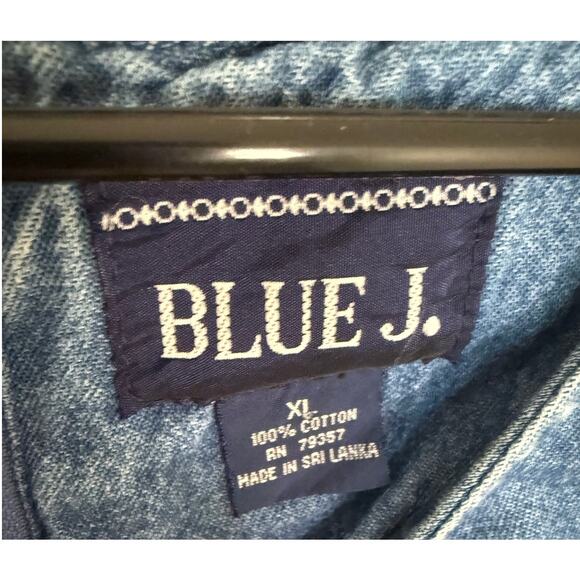 BLUE J.
XL
100% COTTON
RN 79357
MADE IN SRI LANKA